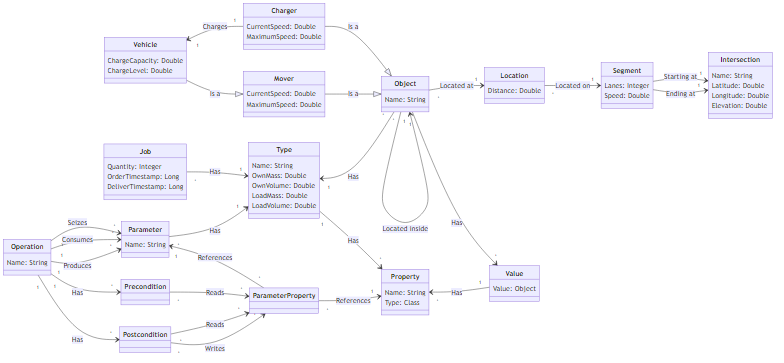 Charger
CurrentSpeed: Double
MaximumSpeed: Double
Charges
Is a
Vehicle
ChargeCapacity: Double
ChargeLevel: Double
Is a
Mover
CurrentSpeed: Double
MaximumSpeed: Double
Is a
Object
Name: String
Located at
Location
Distance: Double
Located on
Segment
Lanes: Integer
Speed: Double
Starting at
Ending at
Intersection
Name: String
Latitude: Double
Longitude: Double
Elevation: Double
Job
Quantity: Integer
OrderTimestamp: Long
DeliverTimestamp: Long
Has
Type
Name: String
OwnMass: Double
OwnVolume: Double
LoadMass: Double
LoadVolume: Double
Has
Located Inside
Has
Seizes
Consumes
Produces
Operation
Name: String
Parameter
Name: String
Has
Has
References
Has
Precondition
Reads
ParameterProperty
References
Property
Name: String
Type: Class
Has
Value
Value: Object
Has
Postcondition
Reads
Writes